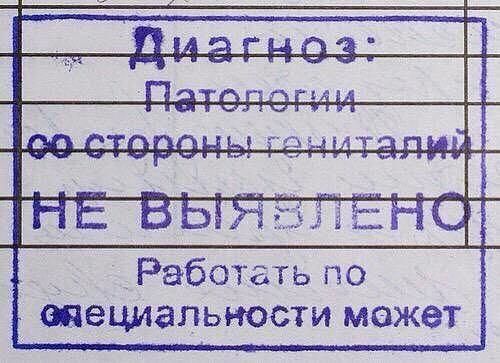 Диагноз:
Патологии
со стороны гениталий
НЕ ВЫЯВЛЕНО
Работать по
специальности может